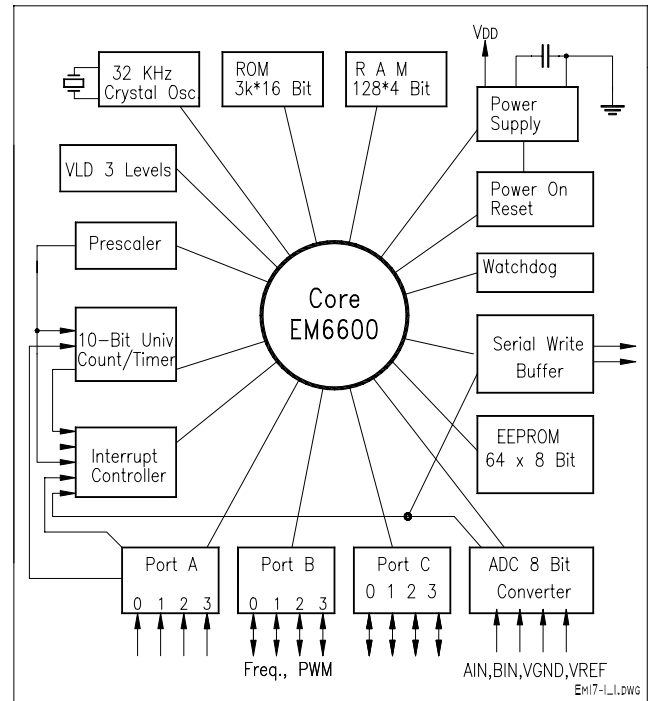 VDD
32 KHz
Crystal Osc.
ROM
3k*16 Bit
R A M
128*4 Bit
Power
Supply
VLD 3 Levels
Power On
Reset
Prescaler
Watchdog
Core
EM6600
10-Bit Univ
Count/Timer
Serial Write
Buffer
Interrupt
Controller
EEPROM
64 x 8 Bit
Port A
0 1 2 3
Port B
0 1 2 3
Port C
0 1 2 3
ADC 8 Bit
Converter
Freq., PWM
AIN,BIN,VGND,VREF
EM17-1_1.DWG